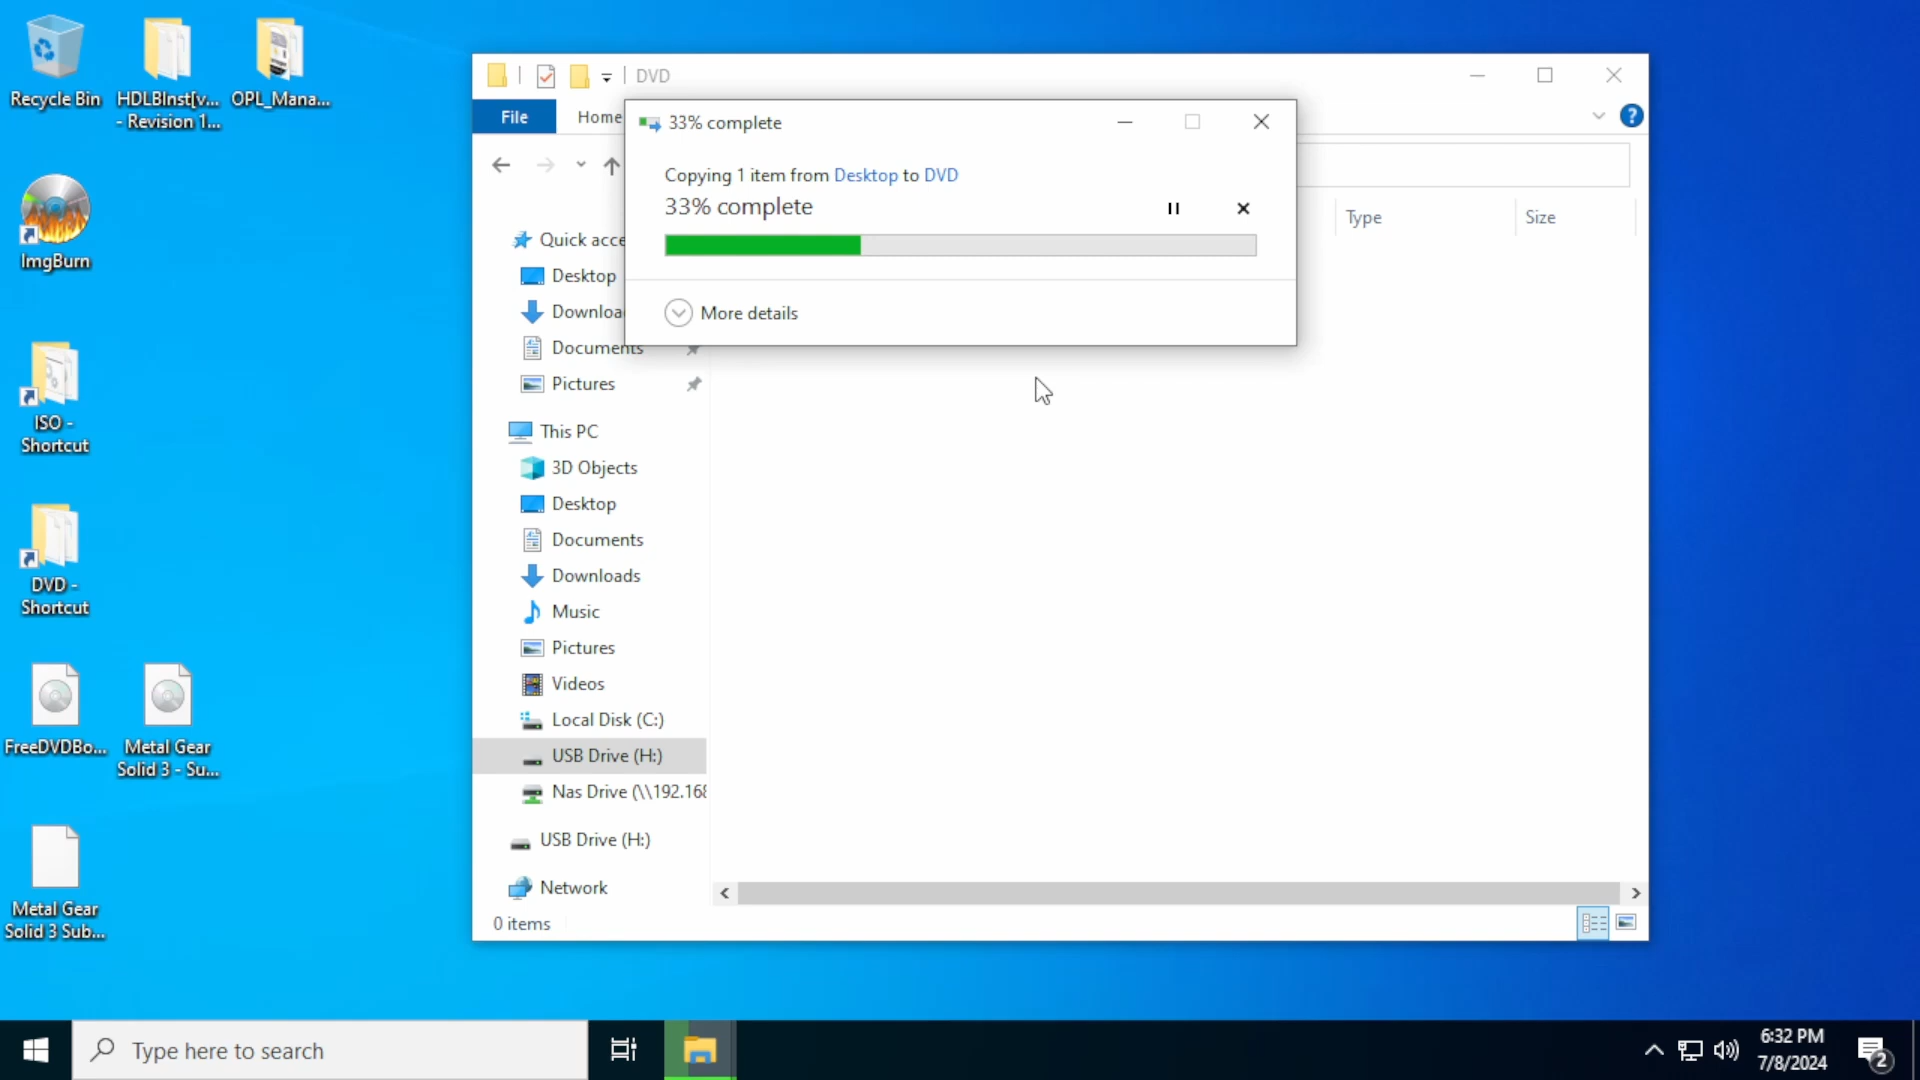 Recycle Bin
HDLBInst[v...
- Revision 1...
OPL_Mana...
ImgBurn
ISO -
Shortcut
DVD -
Shortcut
FreeDVDBo...
Metal Gear
Solid 3 - Su...
Metal Gear
Solid 3 Sub...
DVD
File
Home
?
33% complete
Copying 1 item from Desktop to DVD
33% complete
More details
Type
Size
Quick acce
Desktop
Downloa
Documents
Pictures
This PC
3D Objects
Desktop
Documents
Downloads
Music
Pictures
Videos
Local Disk (C:)
USB Drive (H:)
Nas Drive (\\192.168
USB Drive (H:)
Network
0 items
Type here to search
6:32 PM
7/8/2024
2